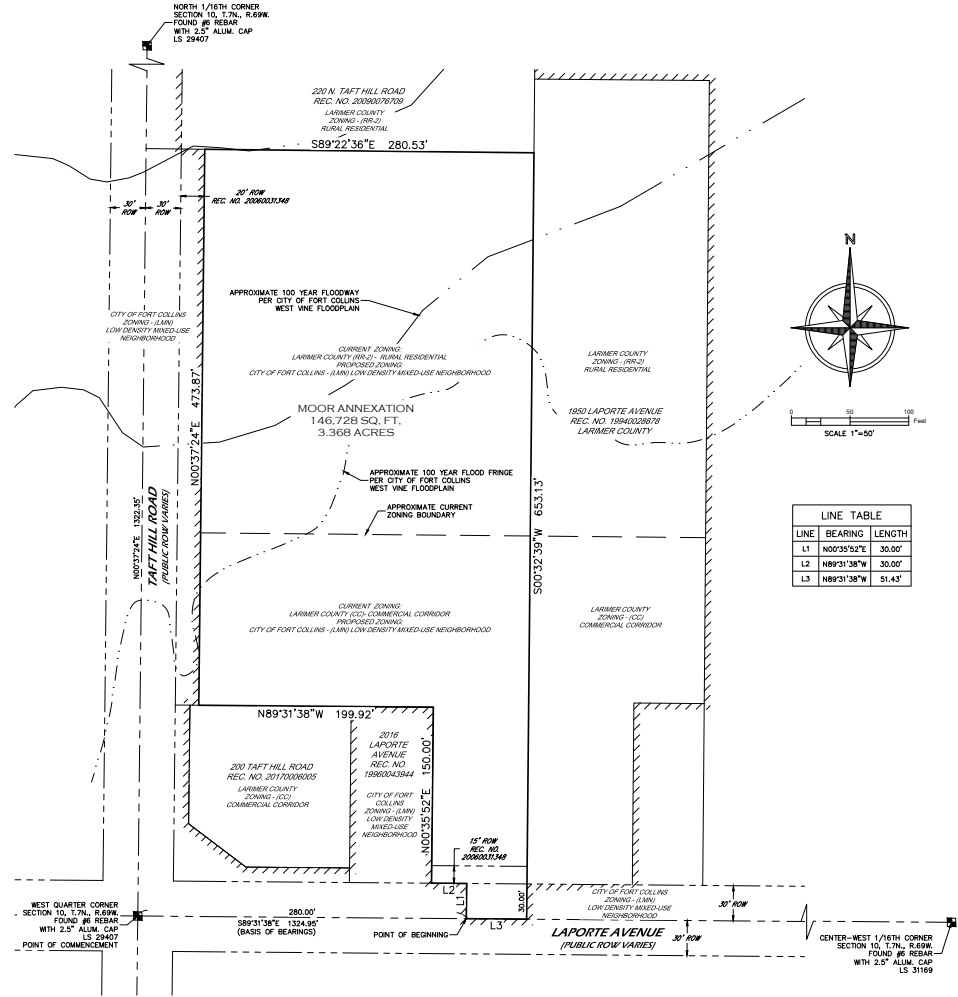 NORTH 1/16TH CORNER
SECTION 10, T.7N., R.69W.
FOUND #6 REBAR
WITH 2.5" ALUM. CAP
LS 29407
220 N. TAFT HILL ROAD
REC. NO. 20090076709
LARIMER COUNTY
ZONING - (RR-2)
RURAL RESIDENTIAL
S89°22'36"E 280.53'
20' ROW
REC. NO. 20060031348
30'
ROW
30'
ROW
N
APPROXIMATE 100 YEAR FLOODWAY
PER CITY OF FORT COLLINS
WEST VINE FLOODPLAIN
CITY OF FORT COLLINS
ZONING - (LMN)
LOW DENSITY MIXED-USE
NEIGHBORHOOD
CURRENT ZONING:
LARIMER COUNTY (RR-2) - RURAL RESIDENTIAL
PROPOSED ZONING:
CITY OF FORT COLLINS - (LMN) LOW DENSITY MIXED-USE NEIGHBORHOOD
LARIMER COUNTY
ZONING - (RR-2)
RURAL RESIDENTIAL
N00°37'24"E 473.87'
MOOR ANNEXATION
146,728 SQ, FT,
3.368 ACRES
1950 LAPORTE AVENUE
REC. NO. 19940028878
LARIMER COUNTY
0 50 100
Feet
SCALE 1"=50'
APPROXIMATE 100 YEAR FLOOD FRINGE
PER CITY OF FORT COLLINS
WEST VINE FLOODPLAIN
APPROXIMATE CURRENT
ZONING BOUNDARY
S00°32'39"W 653.13'
N00°37'24"E 1322.35'
TAFT HILL ROAD
(PUBLIC ROW VARIES)
LINE TABLE
LINE BEARING LENGTH
L1 N00°35'52"E 30.00'
L2 N89°31'38"W 30.00'
L3 N89°31'38"W 51.43'
CURRENT ZONING:
LARIMER COUNTY (CC)- COMMERCIAL CORRIDOR
PROPOSED ZONING:
CITY OF FORT COLLINS - (LMN) LOW DENSITY MIXED-USE NEIGHBORHOOD
LARIMER COUNTY
ZONING - (CC)
COMMERCIAL CORRIDOR
N89°31'38"W 199.92'
200 TAFT HILL ROAD
REC. NO. 20170006005
LARIMER COUNTY
ZONING - (CC)
COMMERCIAL CORRIDOR
2016
LAPORTE
AVENUE
REC. NO.
19960043944
CITY OF FORT
COLLINS
ZONING - (LMN)
LOW DENSITY
MIXED-USE
NEIGHBORHOOD
N00°35'52"E 150.00'
15' ROW
REC. NO.
20060031348
L2
L1
L3
30.00'
CITY OF FORT COLLINS
ZONING - (LMN)
LOW DENSITY MIXED-USE
NEIGHBORHOOD
30' ROW
WEST QUARTER CORNER
SECTION 10, T.7N., R.69W.
FOUND #6 REBAR
WITH 2.5" ALUM. CAP
LS 29407
POINT OF COMMENCEMENT
280.00'
S89°31'38"E 1324.95'
(BASIS OF BEARINGS)
POINT OF BEGINNING
LAPORTE AVENUE
(PUBLIC ROW VARIES)
30' ROW
CENTER-WEST 1/16TH CORNER
SECTION 10, T.7N., R.69W.
FOUND #6 REBAR
WITH 2.5" ALUM. CAP
LS 31169